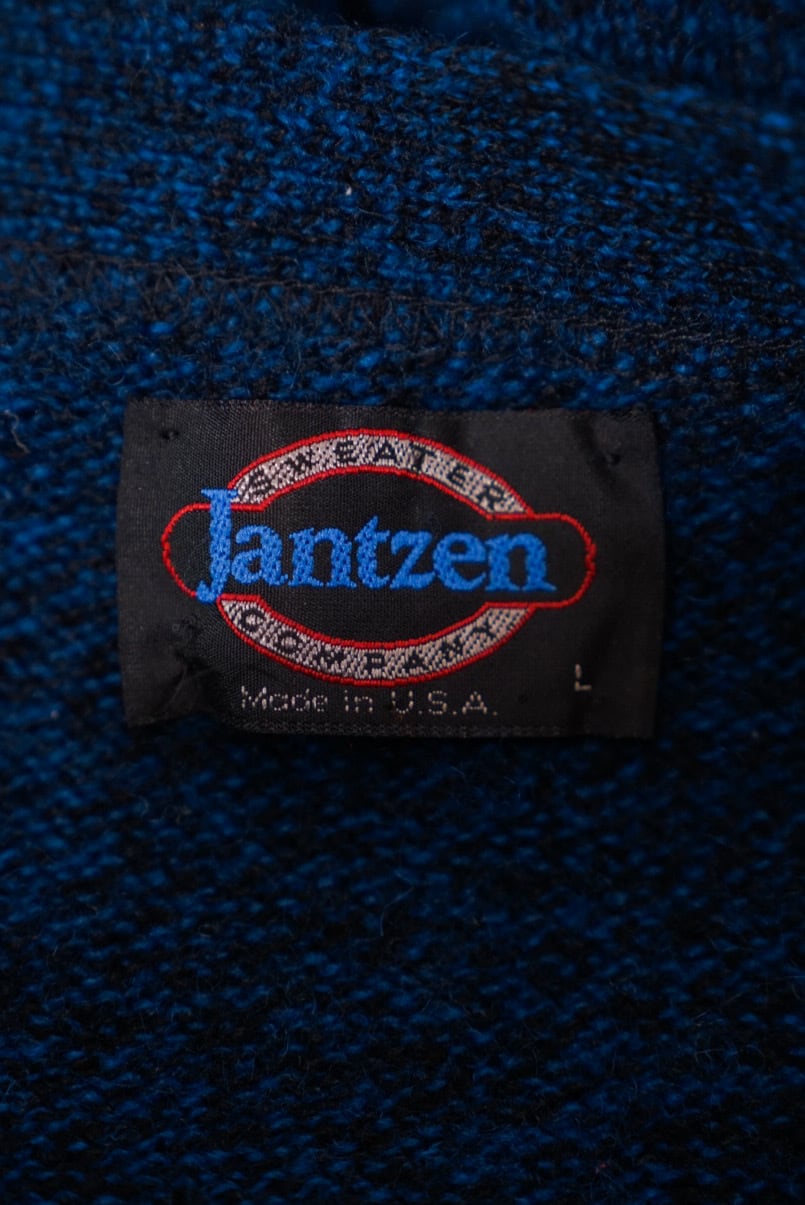 SWEATER
Jantzen
COMPANY
L
Made in U.S.A.